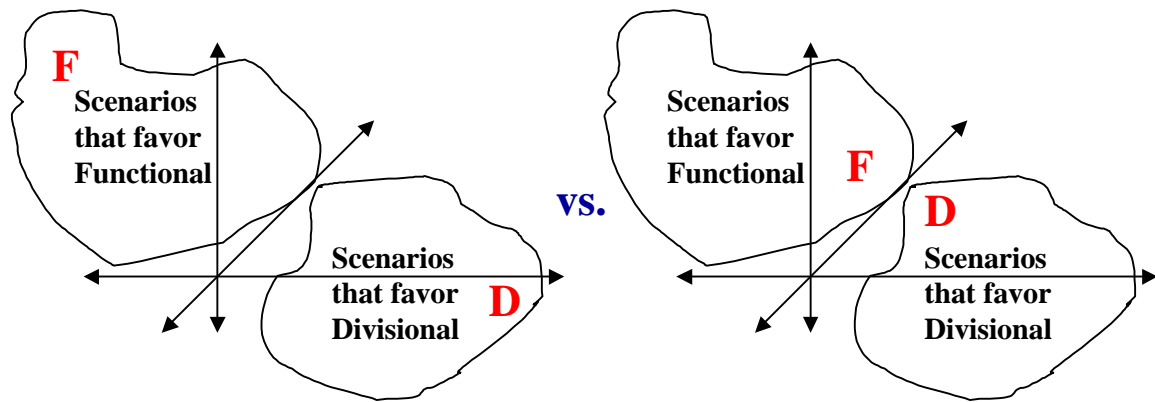 F
Scenarios
that favor
Functional
Scenarios
that favor
Divisional
D
vs.
Scenarios
that favor
Functional
F
D
Scenarios
that favor
Divisional